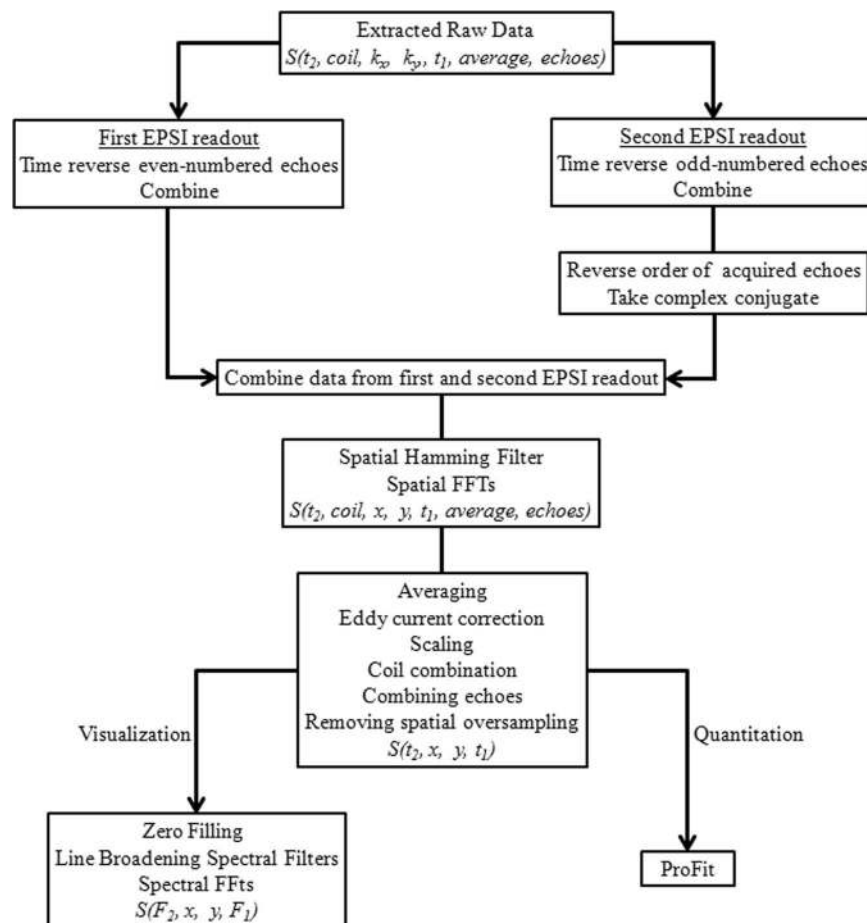 Extracted Raw Data
S(t₂, coil, kₓ, kᵧ, t₁, average, echoes)
First EPSI readout
Time reverse even-numbered echoes
Combine
Second EPSI readout
Time reverse odd-numbered echoes
Combine
Reverse order of acquired echoes
Take complex conjugate
Combine data from first and second EPSI readout
Spatial Hamming Filter
Spatial FFTs
S(t₂, coil, x, y, t₁, average, echoes)
Averaging
Eddy current correction
Scaling
Coil combination
Combining echoes
Removing spatial oversampling
S(t₂, x, y, t₁)
Visualization
Quantitation
Zero Filling
Line Broadening Spectral Filters
Spectral FFts
S(F₂, x, y, F₁)
ProFit